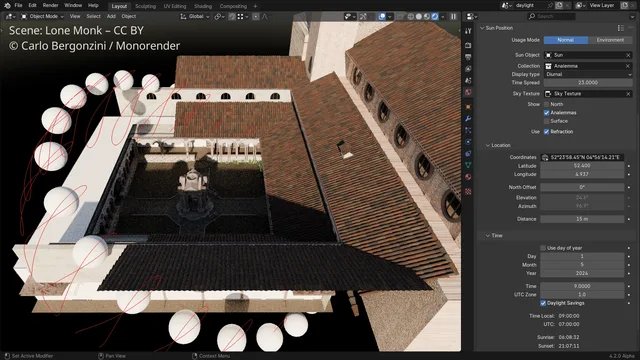 File Edit Render Window Help
Layout UV Editing Shading Compositing
daylight
View Layer
Object Mode View Select Add Object
Global
Scene: Lone Monk – CC BY
© Carlo Bergonzini / Monorender
Sun Position
Usage Mode Normal Environment
Sun Object Sun
Collection Analemma
Display type Diurnal
Time Spread 23.0000
Sky Texture Sky Texture
Show North
Analemmas
Surface
Use Refraction
Location
Coordinates 52°23'58.45"N 04°56'14.21"E
Latitude 52.400
Longitude 4.937
North Offset 0°
Elevation
Azimuth
Distance 15 m
Time
Use day of year
Day 1
Month 5
Year 2024
Time 9.0000
UTC Zone 1.0
Daylight Savings
Time Local: 09:00:00
UTC: 07:00:00
Sunrise: 06:08:32
Sunset: 21:07:11
Set Active Modifier Pan View Context Menu 4.2.0 Alpha